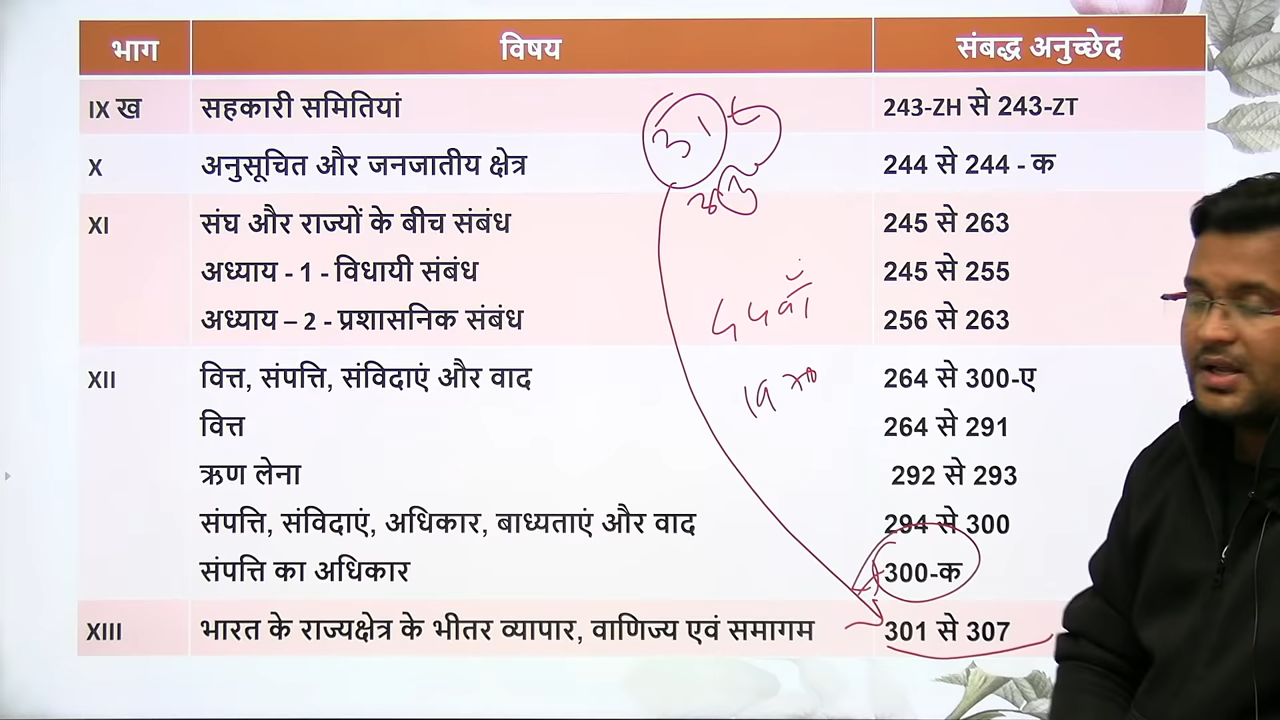 भाग विषय संबद्ध अनुच्छेद
IX ख सहकारी समितियां 243-ZH से 243-ZT
X अनुसूचित और जनजातीय क्षेत्र 244 से 244 - क
XI संघ और राज्यों के बीच संबंध 245 से 263
अध्याय - 1 - विधायी संबंध 245 से 255
अध्याय – 2 - प्रशासनिक संबंध 256 से 263
XII वित्त, संपत्ति, संविदाएं और वाद 264 से 300-ए
वित्त 264 से 291
ऋण लेना 292 से 293
संपत्ति, संविदाएं, अधिकार, बाध्यताएं और वाद 294 से 300
संपत्ति का अधिकार 300-क
XIII भारत के राज्यक्षेत्र के भीतर व्यापार, वाणिज्य एवं समागम 301 से 307